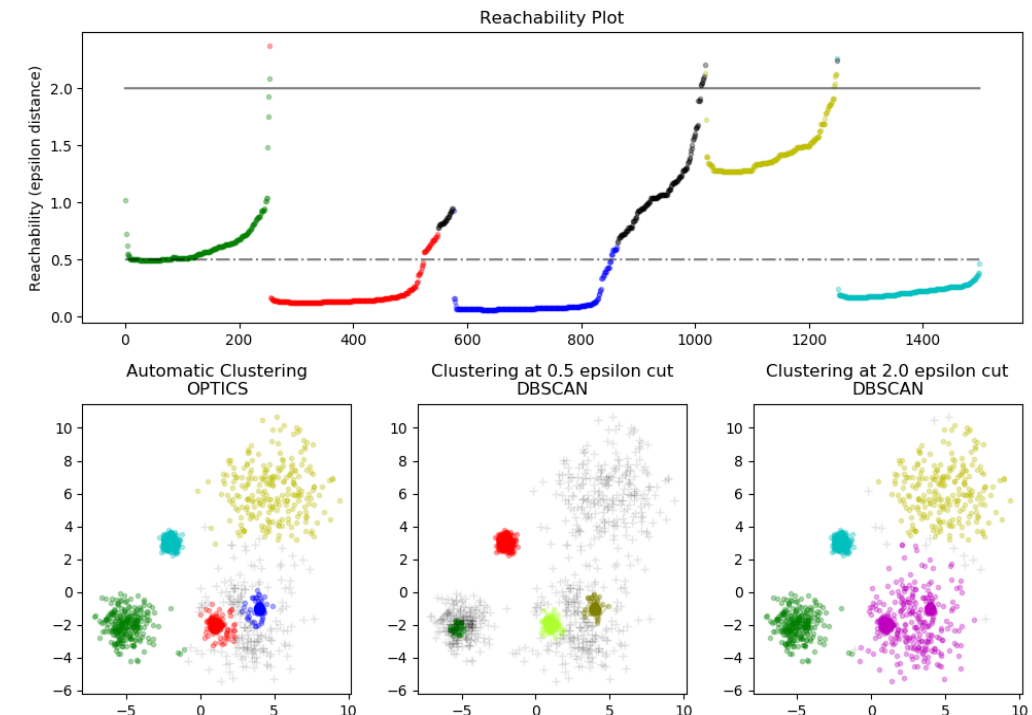 Reachability Plot
Reachability (epsilon distance)
2.0
1.5
1.0
0.5
0.0
0 200 400 600 800 1000 1200 1400
Automatic Clustering
OPTICS
Clustering at 0.5 epsilon cut
DBSCAN
Clustering at 2.0 epsilon cut
DBSCAN
10
8
6
4
2
0
−2
−4
−6
−5 0 5 10
10
8
6
4
2
0
−2
−4
−6
−5 0 5 10
10
8
6
4
2
0
−2
−4
−6
−5 0 5 10